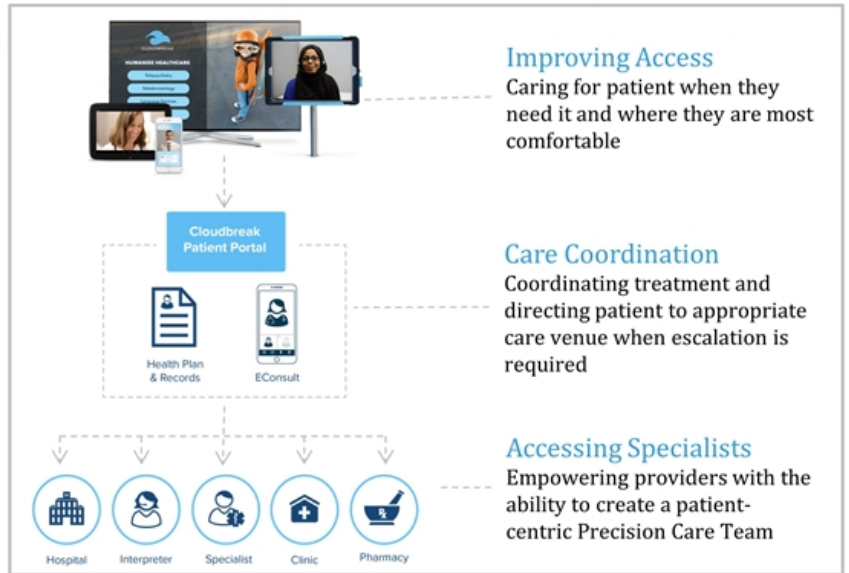 CLOUDBREAK
HUMANIZE HEALTHCARE
Telepsychiatry
Teledermatology
Improving Access
Caring for patient when they
need it and where they are most
comfortable
Cloudbreak
Patient Portal
Health Plan
& Records
EConsult
Care Coordination
Coordinating treatment and
directing patient to appropriate
care venue when escalation is
required
Accessing Specialists
Empowering providers with the
ability to create a patient-
centric Precision Care Team
Hospital
Interpreter
Specialist
Clinic
Pharmacy